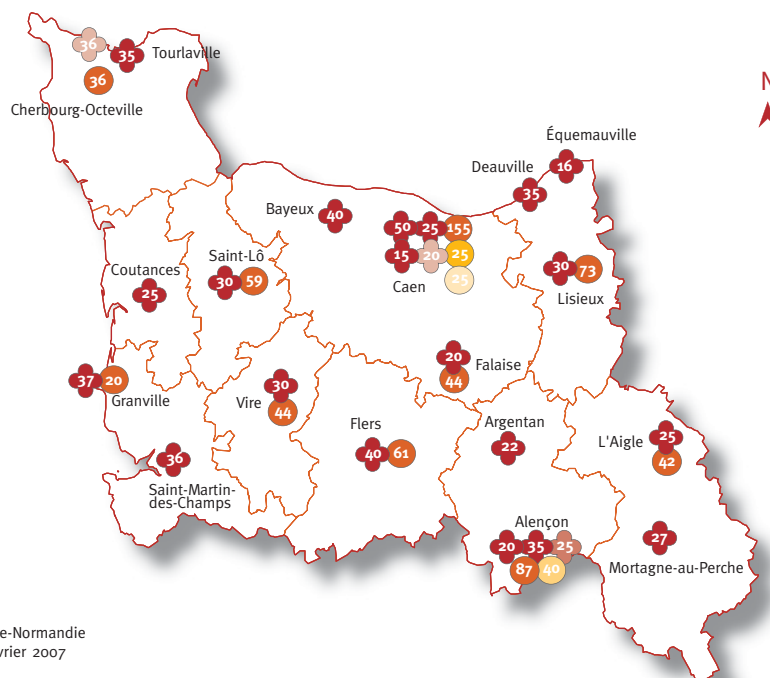 36
35
Tourlaville
36
Cherbourg-Octeville
N
Équemauville
16
Deauville
35
Bayeux
40
50 25 155
15 20 25
25
Caen
Saint-Lô
30 59
Coutances
25
30 73
Lisieux
20
Falaise
44
37 20
Granville
30
Vire
44
Flers
40 61
Argentan
22
L'Aigle
25
42
36
Saint-Martin-
des-Champs
Alençon
20 35 25
87 40
27
Mortagne-au-Perche
e-Normandie
vrier 2007